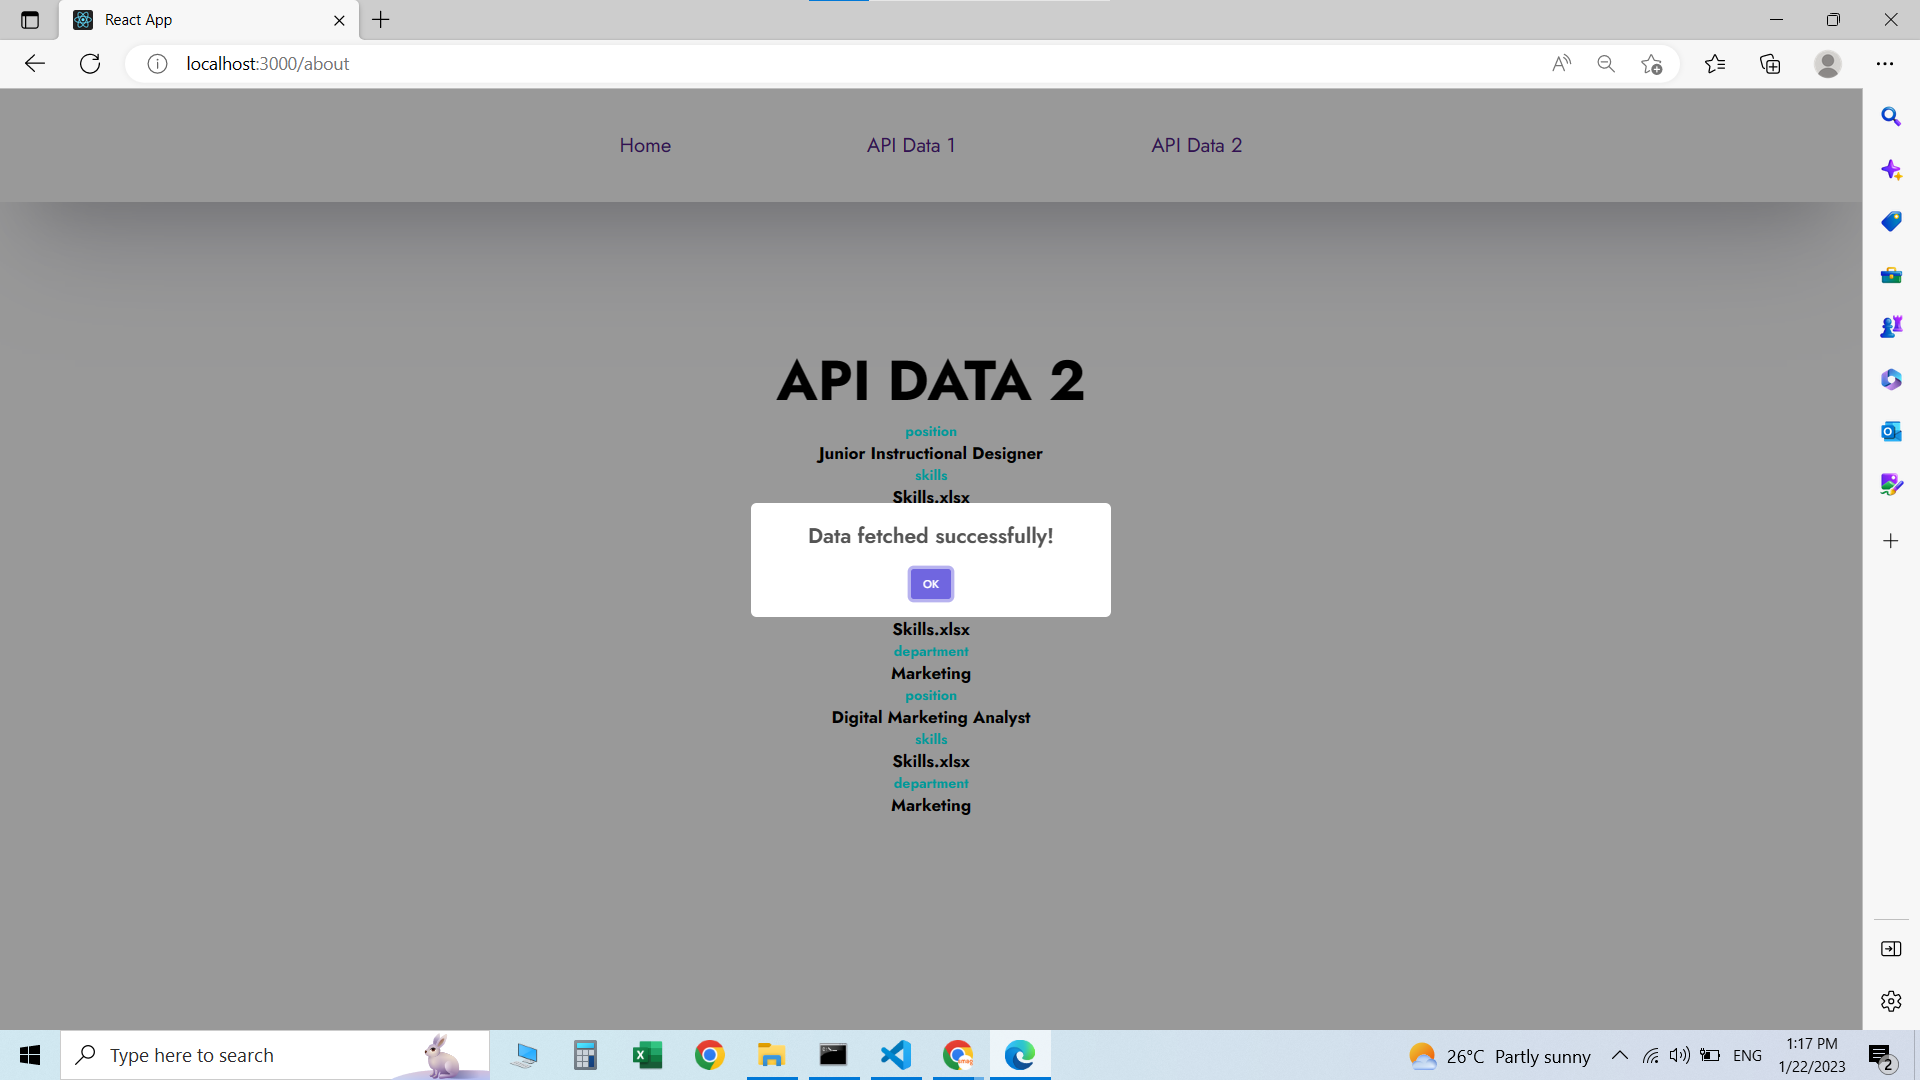 React App
localhost:3000/about
Home
API Data 1
API Data 2
API DATA 2
position
Junior Instructional Designer
skills
Skills.xlsx
Data fetched successfully!
OK
Skills.xlsx
department
Marketing
position
Digital Marketing Analyst
skills
Skills.xlsx
department
Marketing
Type here to search
26°C Partly sunny
ENG
1:17 PM
1/22/2023
2